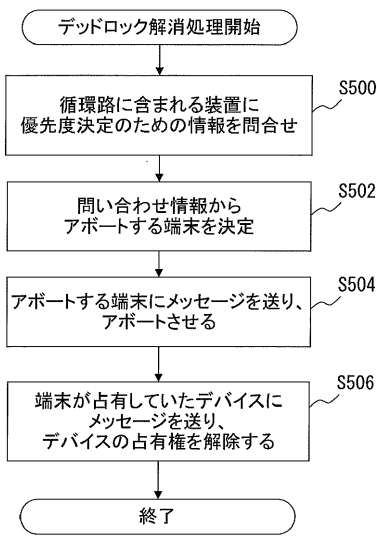 デッドロック解消処理開始
S500
循環路に含まれる装置に
優先度決定のための情報を問合せ
S502
問い合わせ情報から
アボートする端末を決定
S504
アボートする端末にメッセージを送り、
アボートさせる
S506
端末が占有していたデバイスに
メッセージを送り、
デバイスの占有権を解除する
終了